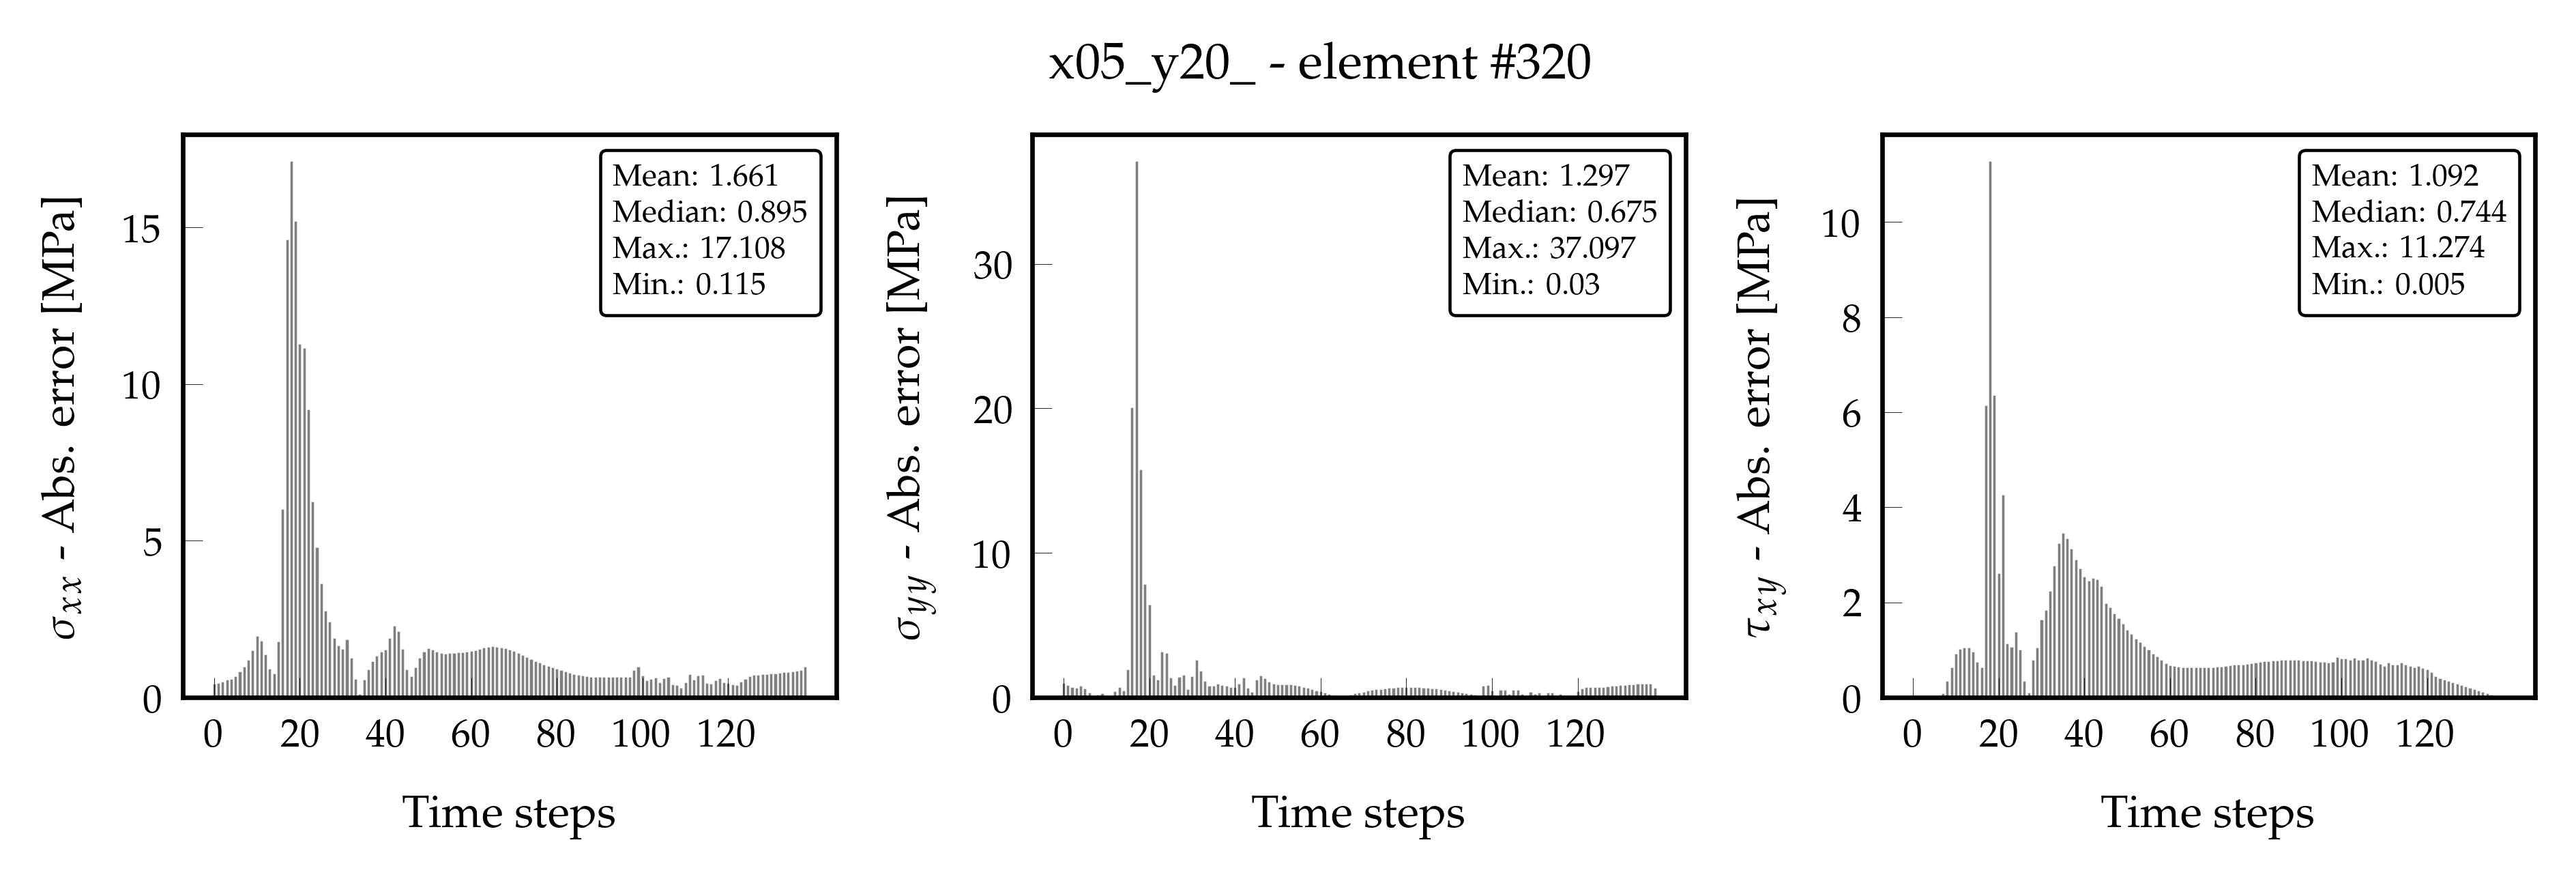 x05_y20_ - element #320
σxx - Abs. error [MPa]
15
10
5
0
0 20 40 60 80 100 120
Time steps
Mean: 1.661
Median: 0.895
Max.: 17.108
Min.: 0.115
σyy - Abs. error [MPa]
30
20
10
0
0 20 40 60 80 100 120
Time steps
Mean: 1.297
Median: 0.675
Max.: 37.097
Min.: 0.03
τxy - Abs. error [MPa]
10
8
6
4
2
0
0 20 40 60 80 100 120
Time steps
Mean: 1.092
Median: 0.744
Max.: 11.274
Min.: 0.005